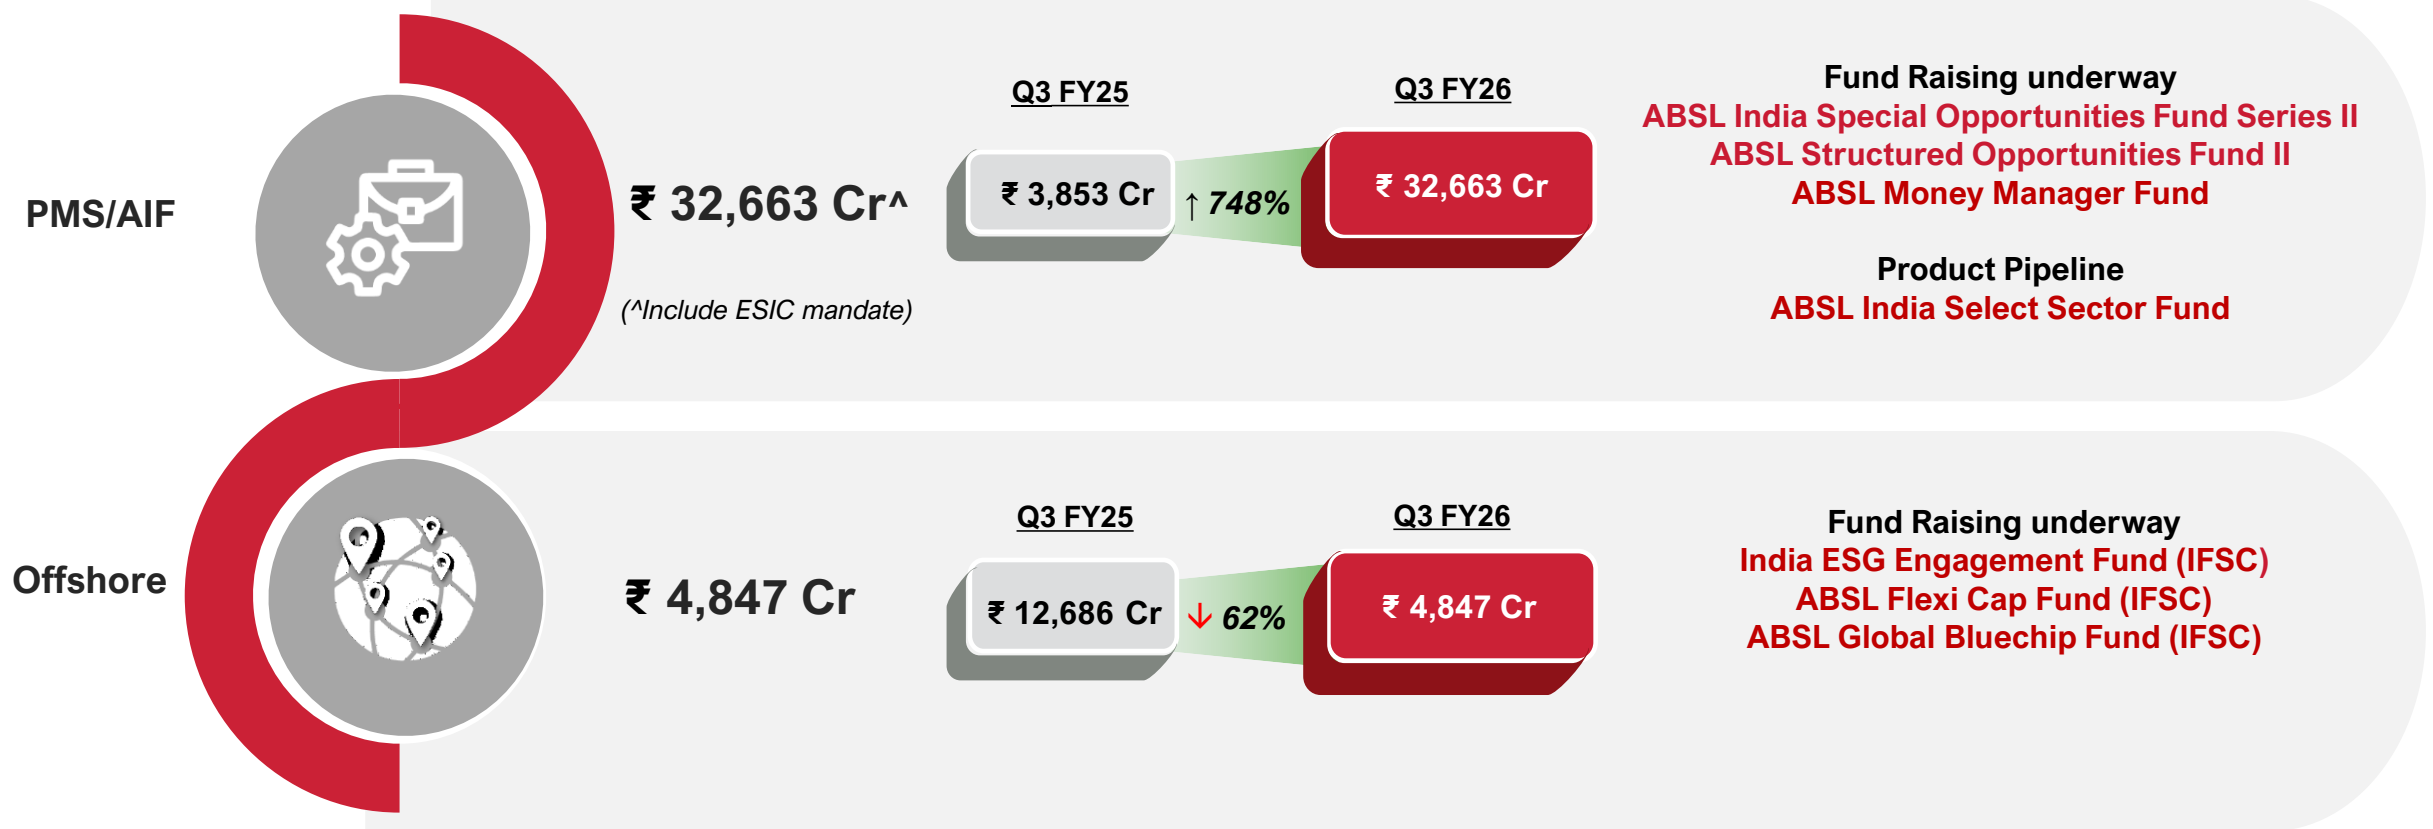 PMS/AIF
₹ 32,663 Cr^
(^Include ESIC mandate)
Q3 FY25
₹ 3,853 Cr
↑ 748%
Q3 FY26
₹ 32,663 Cr
Fund Raising underway
ABSL India Special Opportunities Fund Series II
ABSL Structured Opportunities Fund II
ABSL Money Manager Fund
Product Pipeline
ABSL India Select Sector Fund
Offshore
₹ 4,847 Cr
Q3 FY25
₹ 12,686 Cr
↓ 62%
Q3 FY26
₹ 4,847 Cr
Fund Raising underway
India ESG Engagement Fund (IFSC)
ABSL Flexi Cap Fund (IFSC)
ABSL Global Bluechip Fund (IFSC)